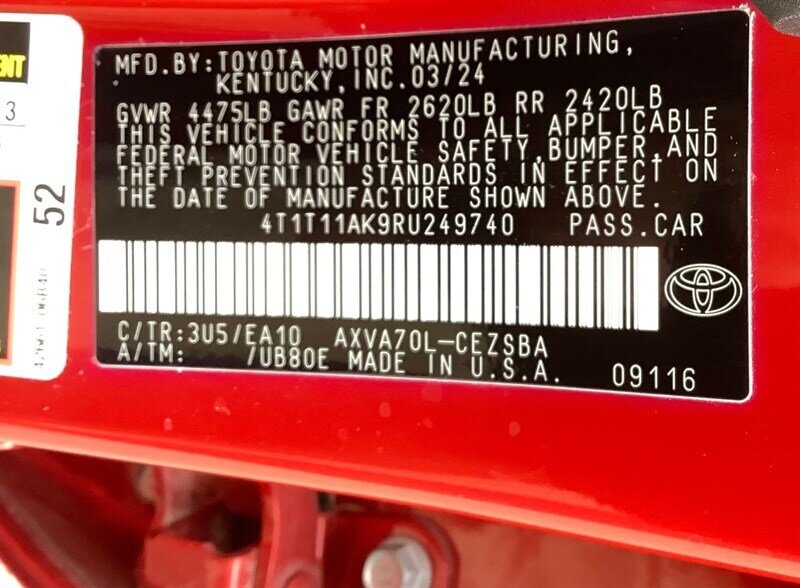 MFD.BY:TOYOTA MOTOR MANUFACTURING,
KENTUCKY,INC.03/24
GVWR 4475LB GAWR FR 2620LB RR 2420LB
THIS VEHICLE CONFORMS TO ALL APPLICABLE
FEDERAL MOTOR VEHICLE SAFETY,BUMPER,AND
THEFT PREVENTION STANDARDS IN EFFECT ON
THE DATE OF MANUFACTURE SHOWN ABOVE.
4T1T11AK9RU249740 PASS.CAR
C/TR:3U5/EA10 AXVA70L-CEZSBA
A/TM: /UB80E MADE IN U.S.A. 09116
3
52